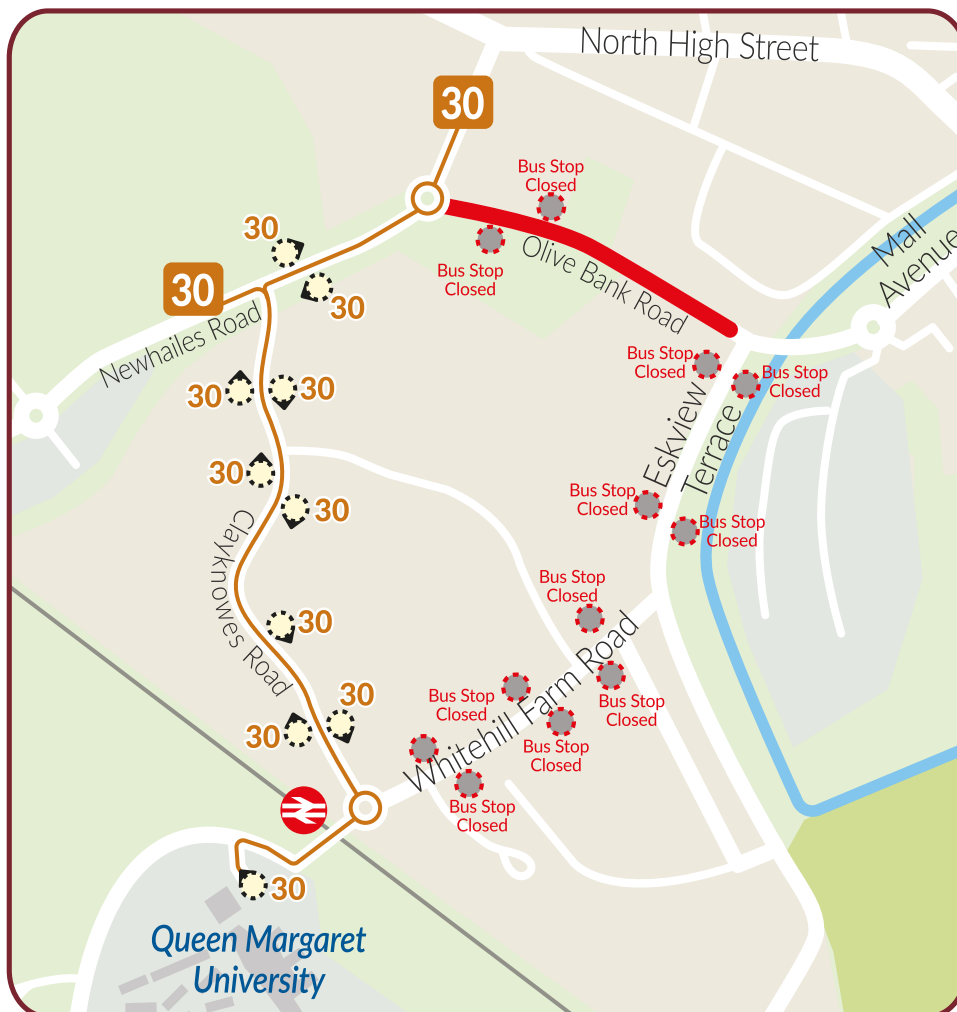 North High Street
30
Bus Stop
Closed
30
Mall
Avenue
Bus Stop
Closed
Olive Bank Road
30
30
Newhailes Road
Bus Stop
Closed
Bus Stop
Closed
30
30
Eskview
Terrace
30
30
Bus Stop
Closed
Bus Stop
Closed
Clayknowes Road
Bus Stop
Closed
30
Whitehill Farm Road
30
Bus Stop
Closed
Bus Stop
Closed
30
Bus Stop
Closed
Bus Stop
Closed
30
Queen Margaret
University